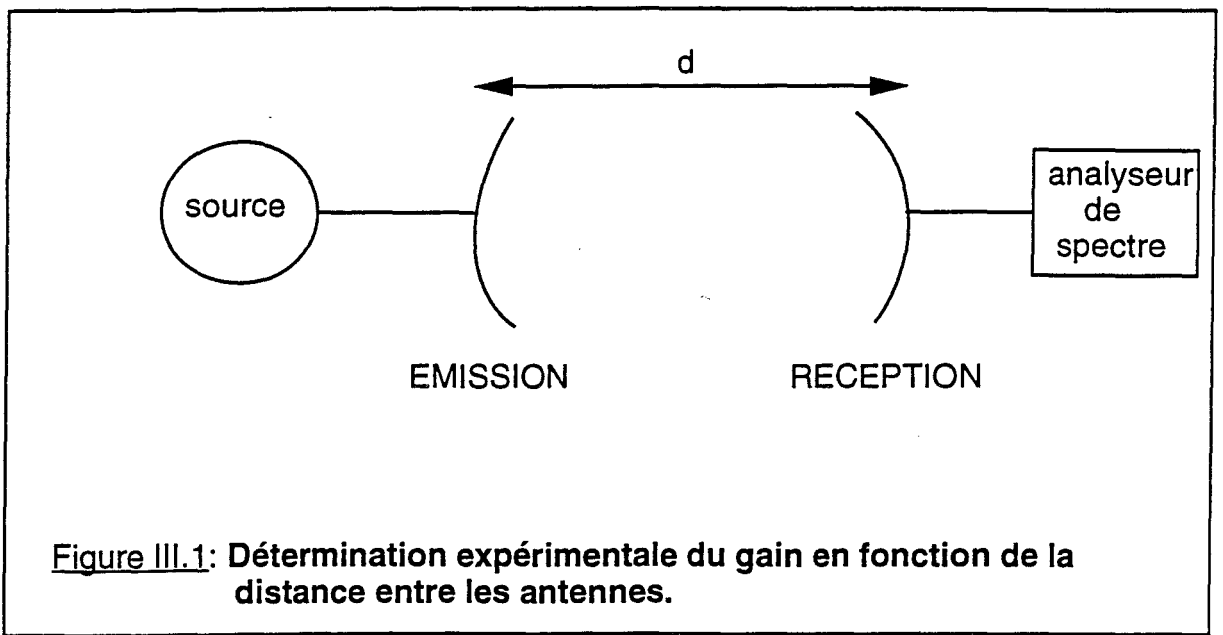 d
source
analyseur
de
spectre
EMISSION
RECEPTION
Figure III.1: Détermination expérimentale du gain en fonction de la
distance entre les antennes.